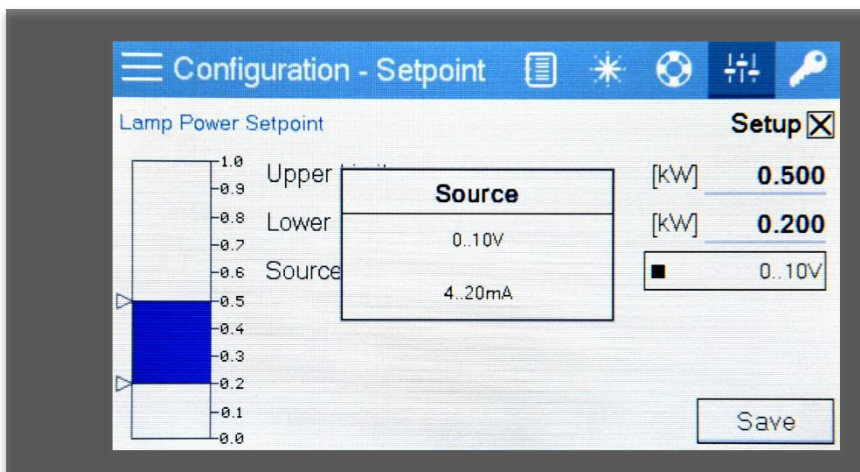 Configuration - Setpoint
Lamp Power Setpoint
Setup
1.0
0.9
0.8
0.7
0.6
0.5
0.4
0.3
0.2
0.1
0.0
Upper
[kW] 0.500
Lower
[kW] 0.200
Source
0..10V
Source
0..10V
4..20mA
Save